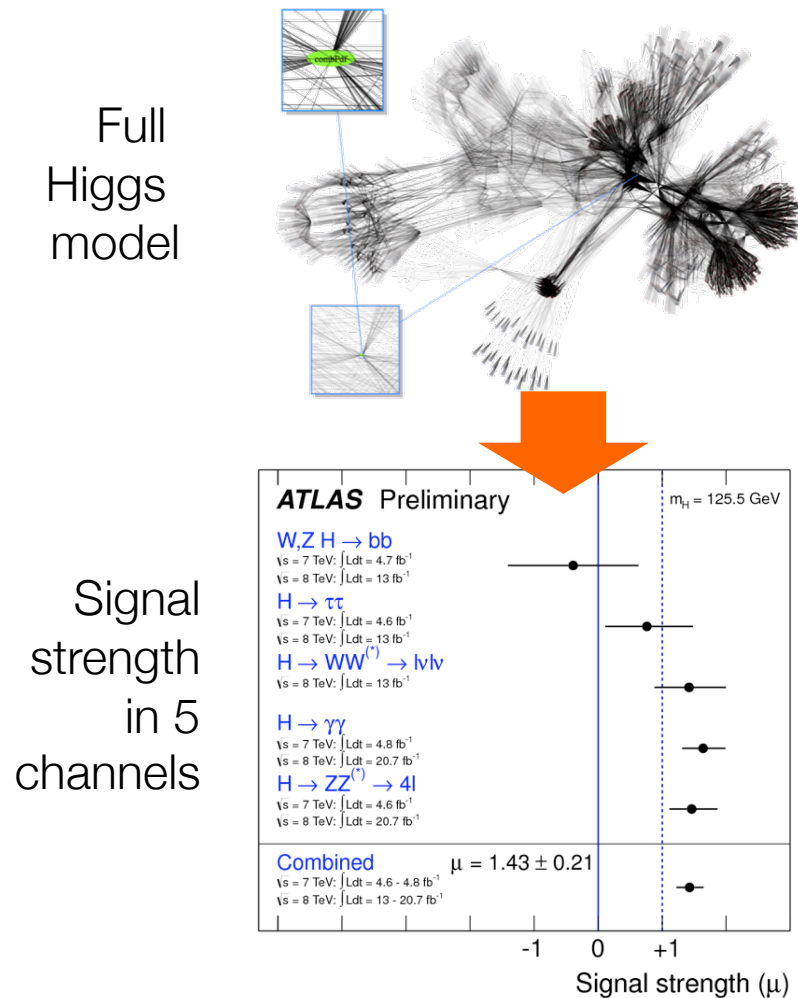 combPdf
Full
Higgs
model
Signal
strength
in 5
channels
ATLAS Preliminary
m_H = 125.5 GeV
W,Z H → bb
√s = 7 TeV: ∫Ldt = 4.7 fb⁻¹
√s = 8 TeV: ∫Ldt = 13 fb⁻¹
H → ττ
√s = 7 TeV: ∫Ldt = 4.6 fb⁻¹
√s = 8 TeV: ∫Ldt = 13 fb⁻¹
H → WW⁽*⁾ → lνlν
√s = 8 TeV: ∫Ldt = 13 fb⁻¹
H → γγ
√s = 7 TeV: ∫Ldt = 4.8 fb⁻¹
√s = 8 TeV: ∫Ldt = 20.7 fb⁻¹
H → ZZ⁽*⁾ → 4l
√s = 7 TeV: ∫Ldt = 4.6 fb⁻¹
√s = 8 TeV: ∫Ldt = 20.7 fb⁻¹
Combined μ = 1.43 ± 0.21
√s = 7 TeV: ∫Ldt = 4.6 - 4.8 fb⁻¹
√s = 8 TeV: ∫Ldt = 13 - 20.7 fb⁻¹
-1 0 +1
Signal strength (μ)